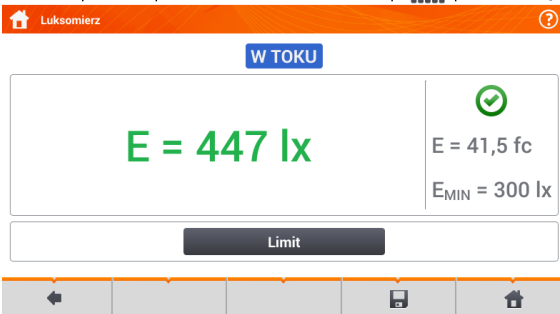 Luksomierz
W TOKU
E = 447 lx
E = 41,5 fc
EMIN = 300 lx
Limit